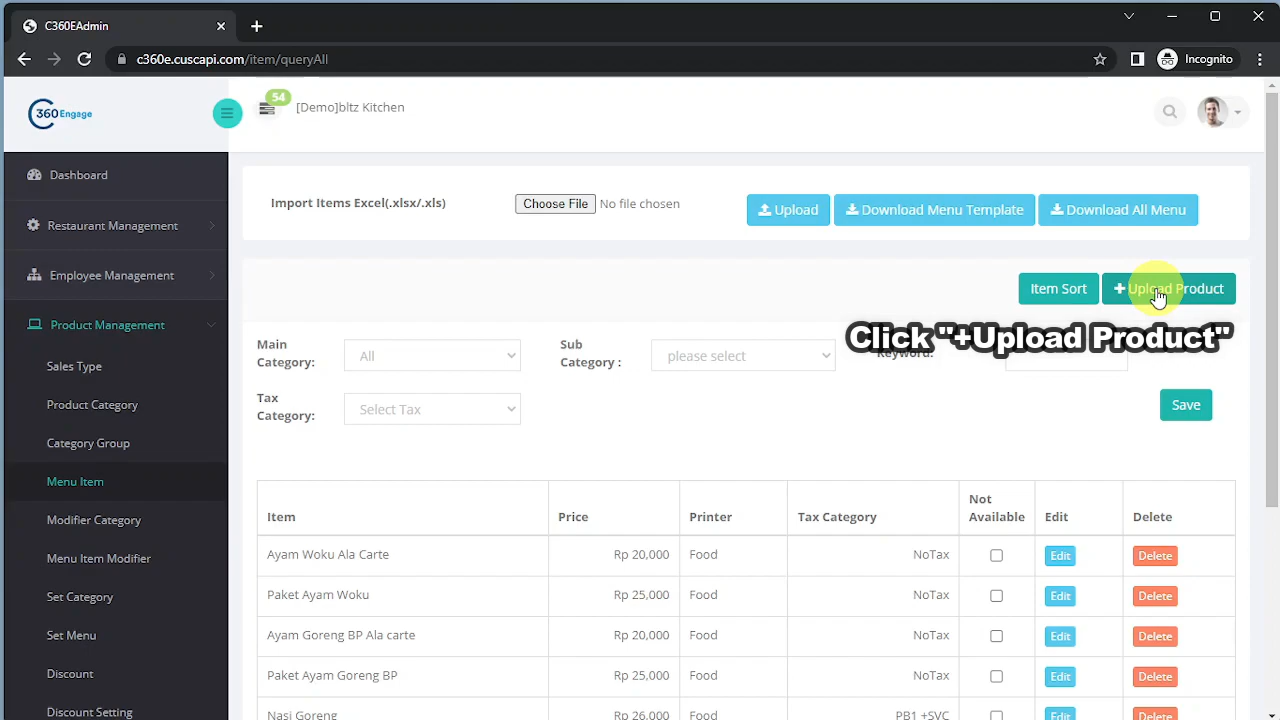 C360EAdmin
c360e.cuscapi.com/item/queryAll
Incognito
360 Engage
54
[Demo]bltz Kitchen
Dashboard
Restaurant Management
Employee Management
Product Management
Sales Type
Product Category
Category Group
Menu Item
Modifier Category
Menu Item Modifier
Set Category
Set Menu
Discount
Discount Setting
Import Items Excel(.xlsx/.xls)
Choose File No file chosen
Upload
Download Menu Template
Download All Menu
Item Sort
+ Upload Product
Click "+Upload Product"
Main Category:
All
Sub Category :
please select
Keyword:
Tax Category:
Select Tax
Save
Item Price Printer Tax Category Not Available Edit Delete
Ayam Woku Ala Carte Rp 20,000 Food NoTax Edit Delete
Paket Ayam Woku Rp 25,000 Food NoTax Edit Delete
Ayam Goreng BP Ala carte Rp 20,000 Food NoTax Edit Delete
Paket Ayam Goreng BP Rp 25,000 Food NoTax Edit Delete
Nasi Goreng Rp 26,000 Food PB1 +SVC Edit Delete